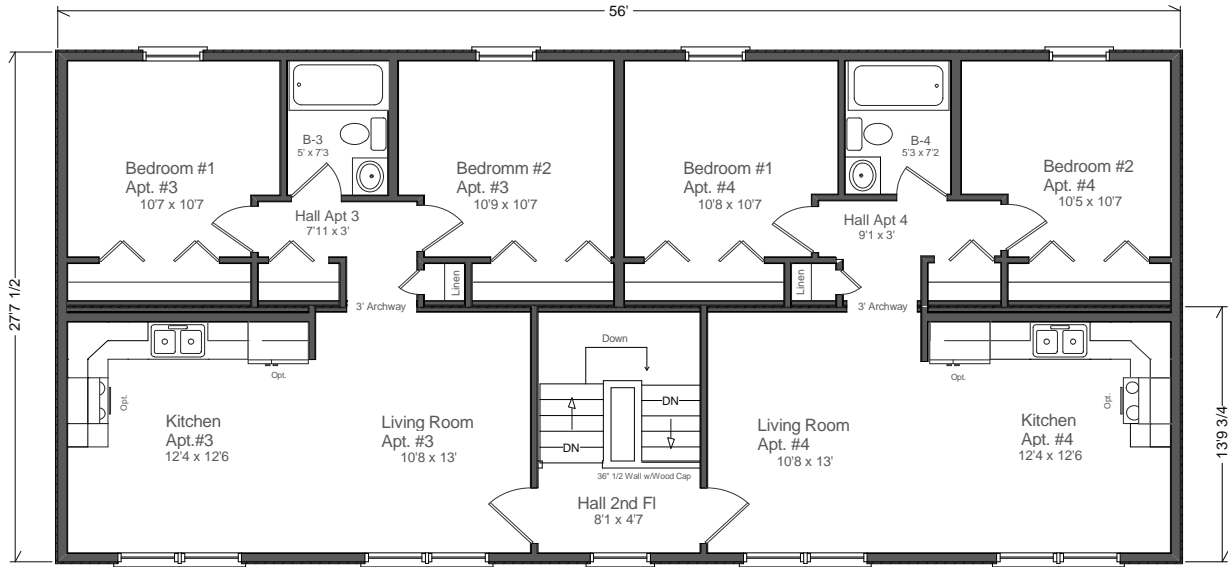 56'
27'7 1/2
13'9 3/4
Bedroom #1
Apt. #3
10'7 x 10'7
B-3
5' x 7'3
Bedromm #2
Apt. #3
10'9 x 10'7
Bedroom #1
Apt. #4
10'8 x 10'7
B-4
5'3 x 7'2
Bedroom #2
Apt. #4
10'5 x 10'7
Hall Apt 3
7'11 x 3'
Hall Apt 4
9'1 x 3'
Linen
Linen
3' Archway
3' Archway
Opt.
Opt.
Kitchen
Apt.#3
12'4 x 12'6
Living Room
Apt. #3
10'8 x 13'
Down
DN
DN
36" 1/2 Wall w/Wood Cap
Hall 2nd Fl
8'1 x 4'7
Living Room
Apt. #4
10'8 x 13'
Opt.
Opt.
Kitchen
Apt. #4
12'4 x 12'6